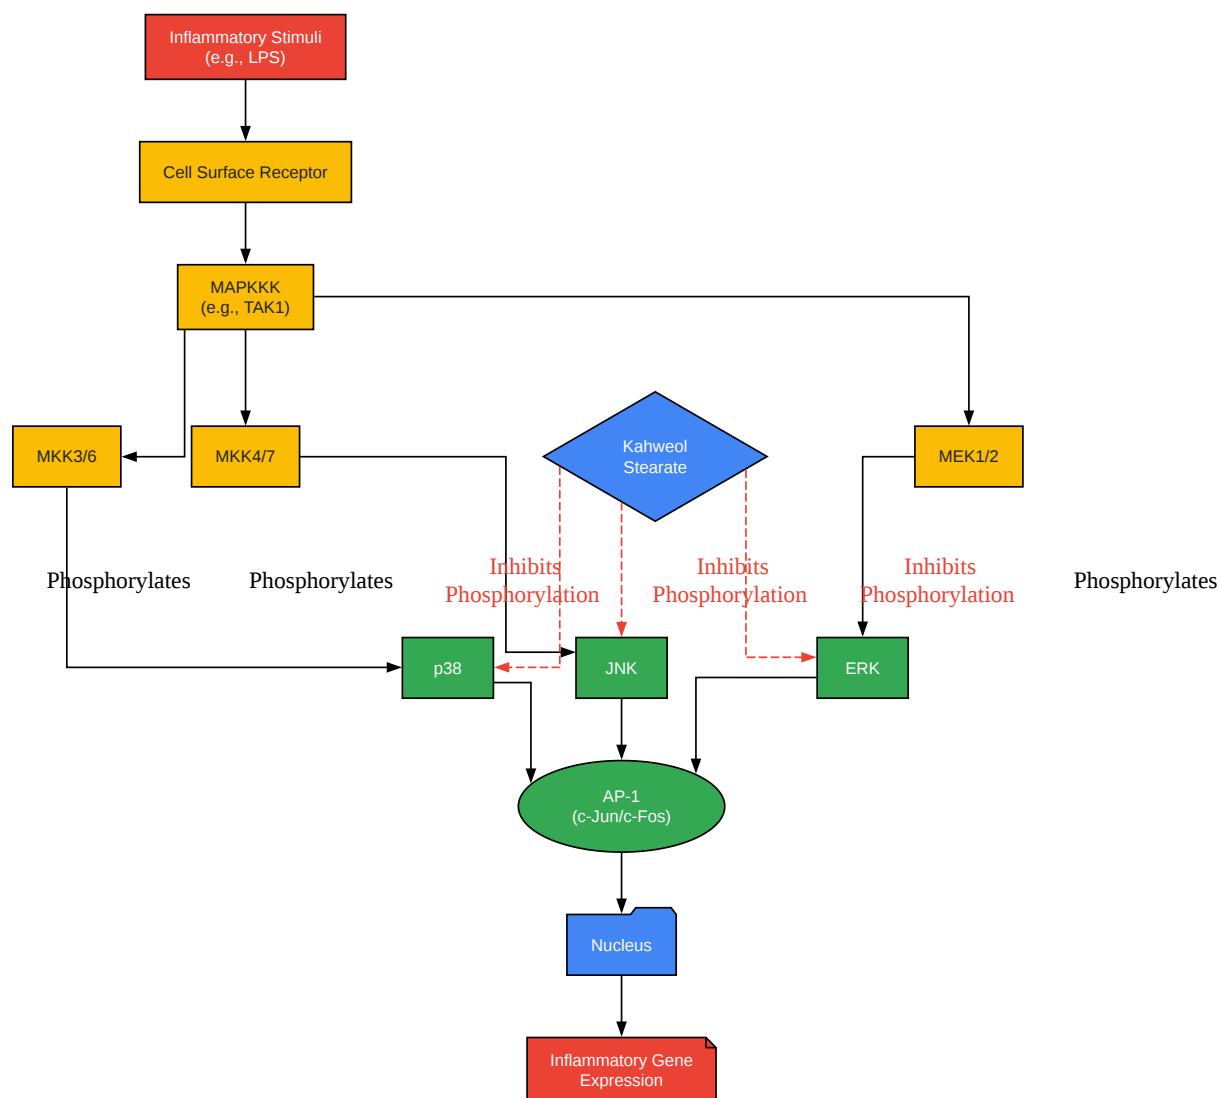 Inflammatory Stimuli
(e.g., LPS)
Cell Surface Receptor
MAPKKK
(e.g., TAK1)
MKK3/6
MKK4/7
Kahweol
Stearate
MEK1/2
Phosphorylates
Phosphorylates
Inhibits
Phosphorylation
Inhibits
Phosphorylation
Inhibits
Phosphorylation
Phosphorylates
p38
JNK
ERK
AP-1
(c-Jun/c-Fos)
Nucleus
Inflammatory Gene
Expression